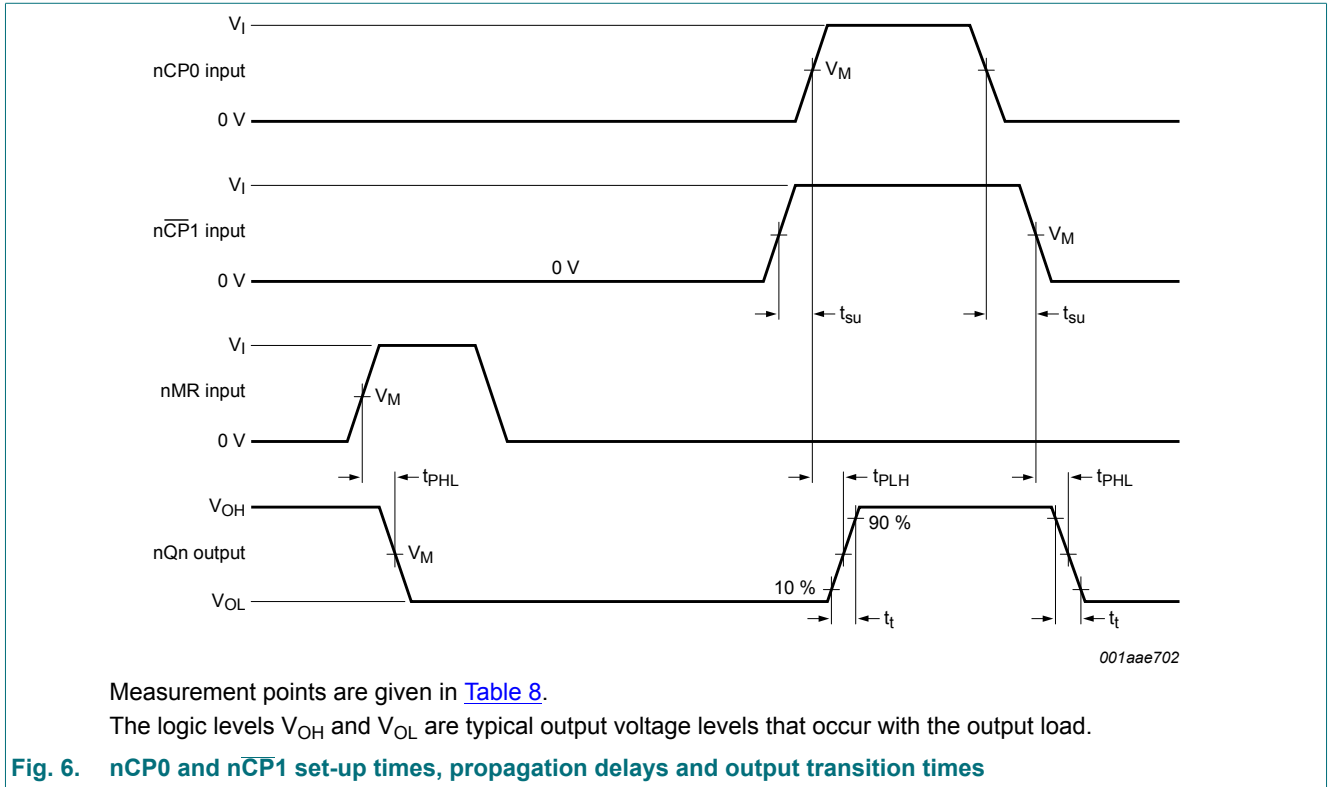 V_I
nCP0 input
V_M
0 V
V_I
nC̅P̅1 input
0 V
V_M
0 V
t_su
t_su
V_I
nMR input
V_M
0 V
t_PHL
t_PLH
t_PHL
V_OH
90 %
nQn output
V_M
10 %
V_OL
t_t
t_t
001aae702
Measurement points are given in Table 8.
The logic levels V_OH and V_OL are typical output voltage levels that occur with the output load.
Fig. 6. nCP0 and nC̅P̅1 set-up times, propagation delays and output transition times